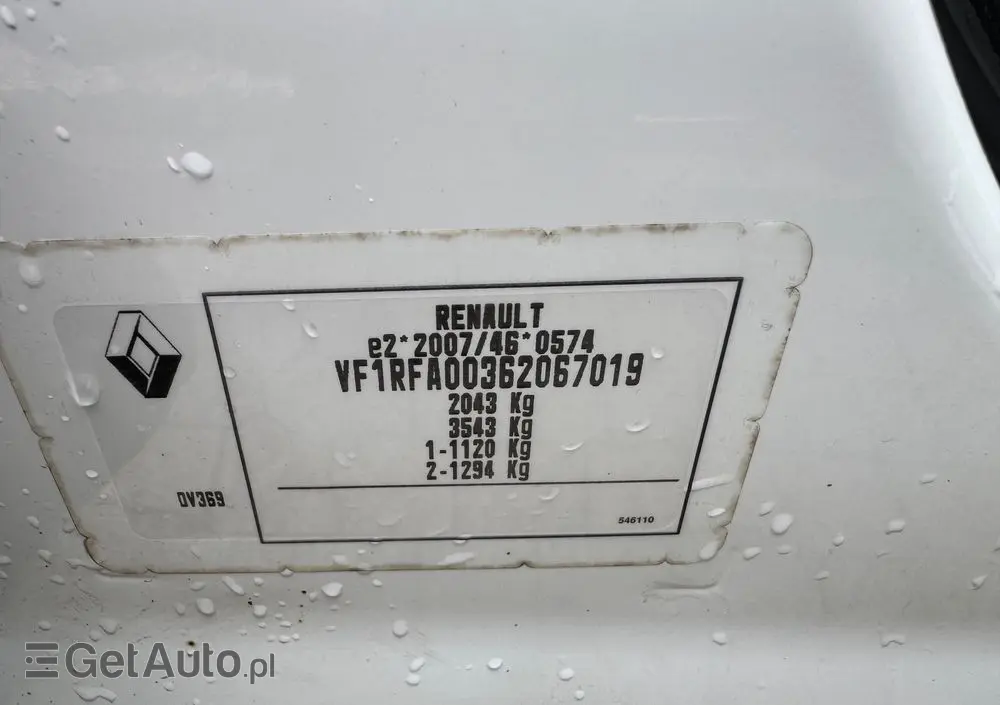 RENAULT
e2*2007/46*0574
VF1RFA00362067019
2043 Kg
3543 Kg
1-1120 Kg
2-1294 Kg
DV369
546110
GetAuto.pl